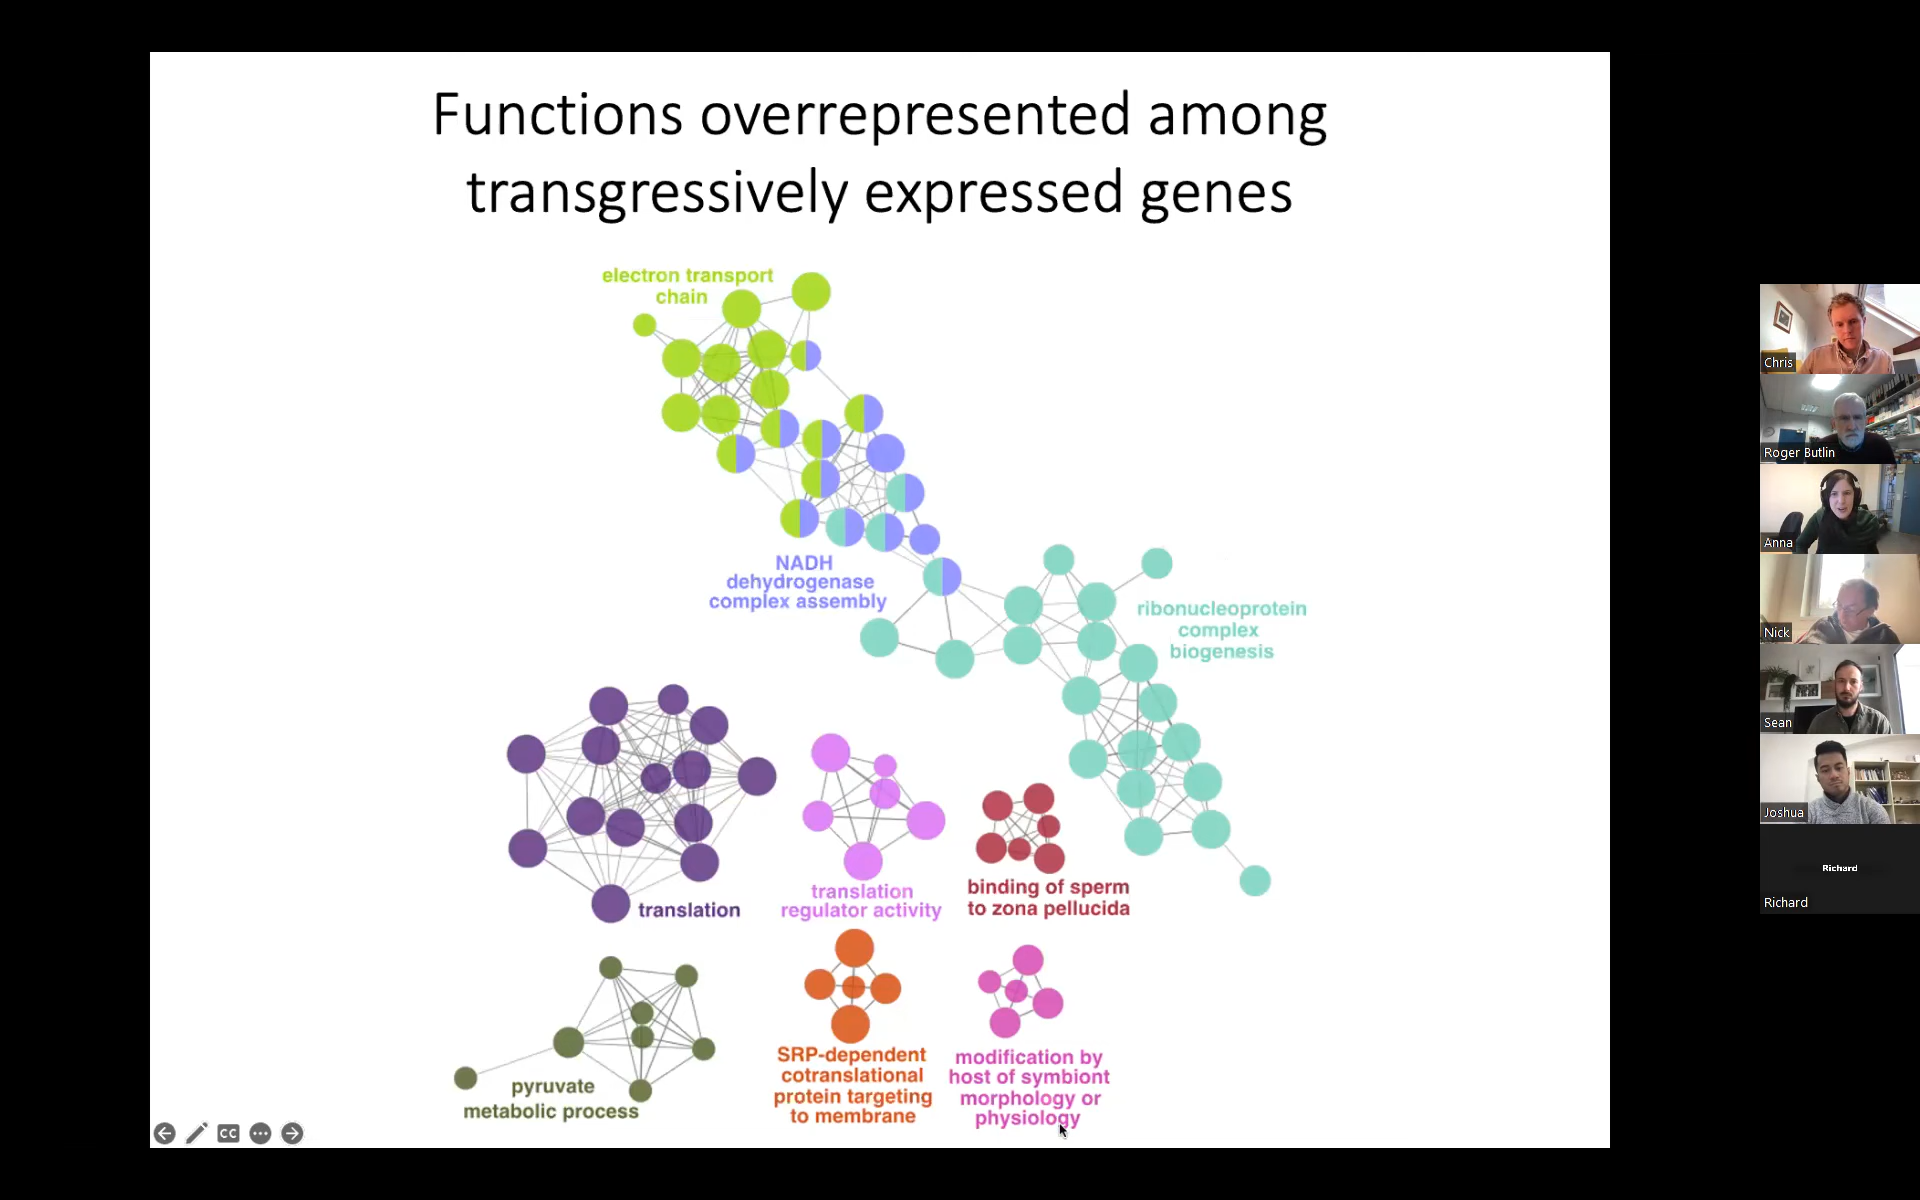 Functions overrepresented among
transgressively expressed genes
electron transport
chain
NADH
dehydrogenase
complex assembly
ribonucleoprotein
complex
biogenesis
translation
translation
regulator activity
binding of sperm
to zona pellucida
pyruvate
metabolic process
SRP-dependent
cotranslational
protein targeting
to membrane
modification by
host of symbiont
morphology or
physiology
CC
Chris
Roger Butlin
Anna
Nick
Sean
Joshua
Richard
Richard